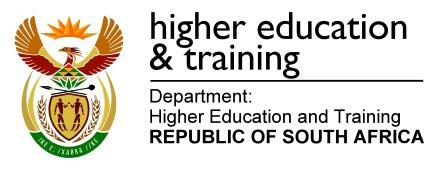 higher education
& training
Department:
Higher Education and Training
REPUBLIC OF SOUTH AFRICA